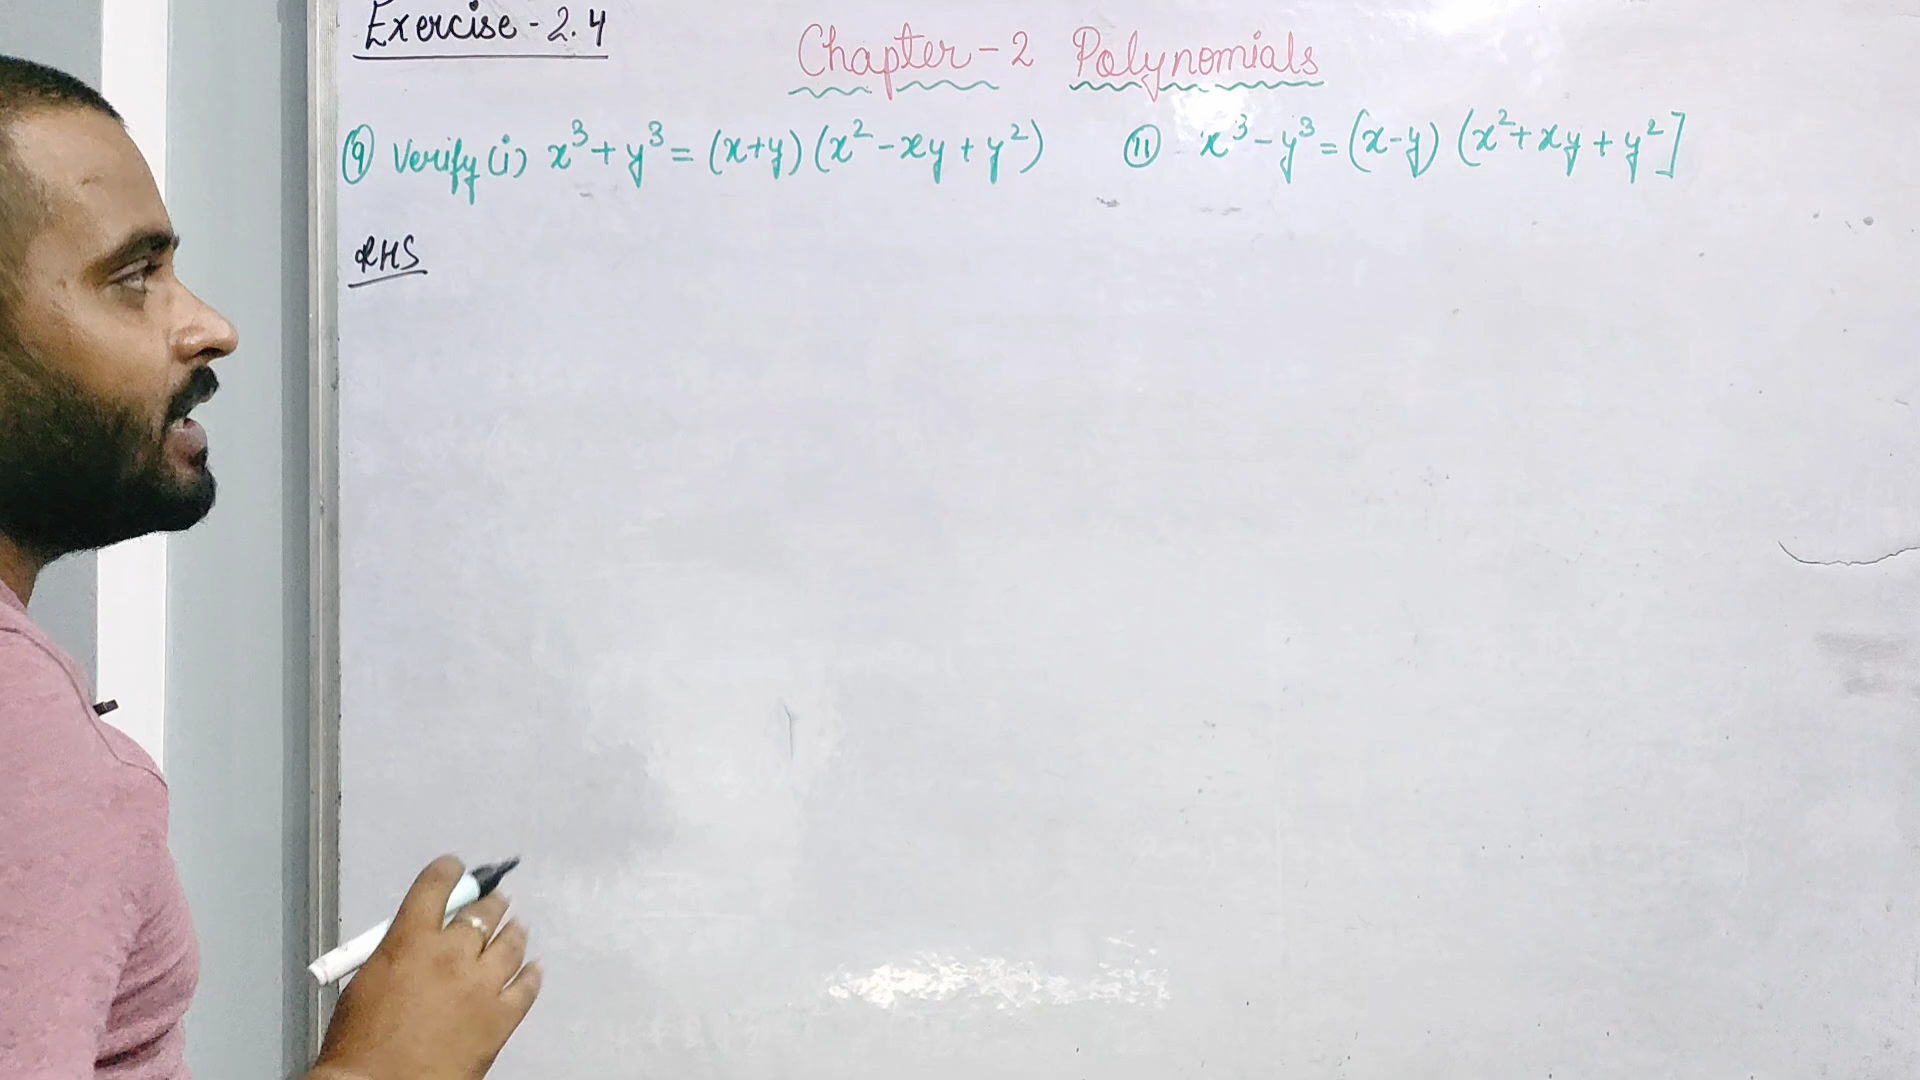 Exercise - 2.4
Chapter - 2 Polynomials
⑨ Verify (i) x³ + y³ = (x+y) (x² - xy + y²) ⑪ x³ - y³ = (x-y) (x² + xy + y²]
RHS